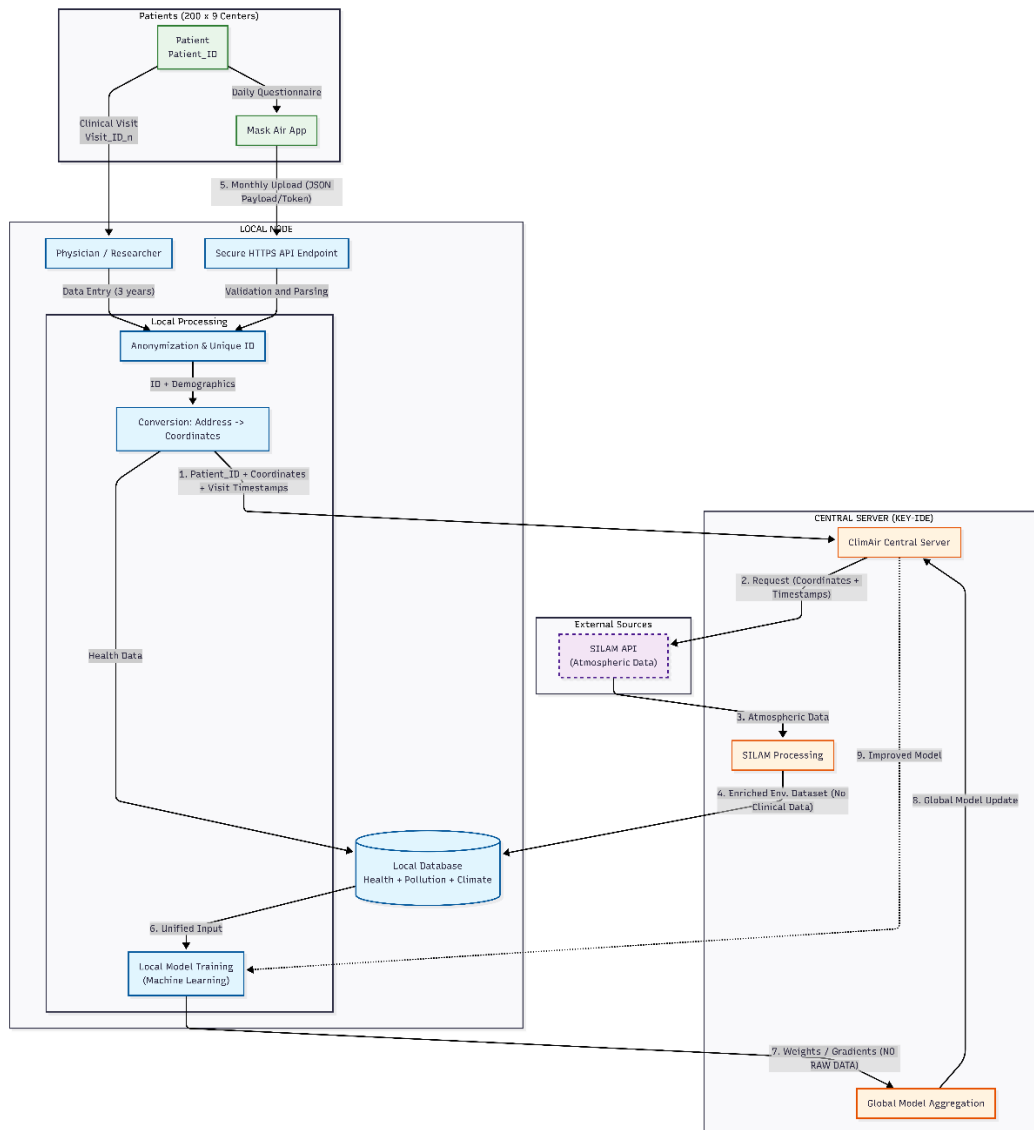 Patients (200 x 9 Centers)
Patient
Patient_ID
Daily Questionnaire
Clinical Visit
Visit_ID_n
Mask Air App
5. Monthly Upload (JSON
Payload/Token)
LOCAL NODE
Physician / Researcher
Secure HTTPS API Endpoint
Data Entry (3 years)
Validation and Parsing
Local Processing
Anonymization & Unique ID
ID + Demographics
Conversion: Address ->
Coordinates
1. Patient_ID + Coordinates
+ Visit Timestamps
CENTRAL SERVER (KEY-IDE)
ClimAir Central Server
2. Request (Coordinates +
Timestamps)
External Sources
SILAM API
(Atmospheric Data)
Health Data
3. Atmospheric Data
SILAM Processing
9. Improved Model
4. Enriched Env. Dataset (No
Clinical Data)
8. Global Model Update
Local Database
Health + Pollution + Climate
6. Unified Input
Local Model Training
(Machine Learning)
7. Weights / Gradients (NO
RAW DATA)
Global Model Aggregation